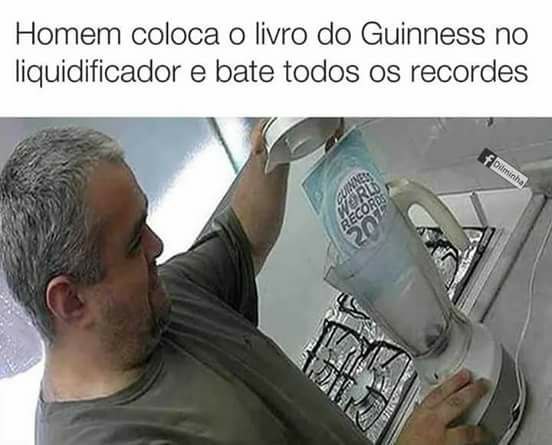 Homem coloca o livro do Guinness no
liquidificador e bate todos os recordes
f Dilminha
GUINNESS
WORLD
RECORDS